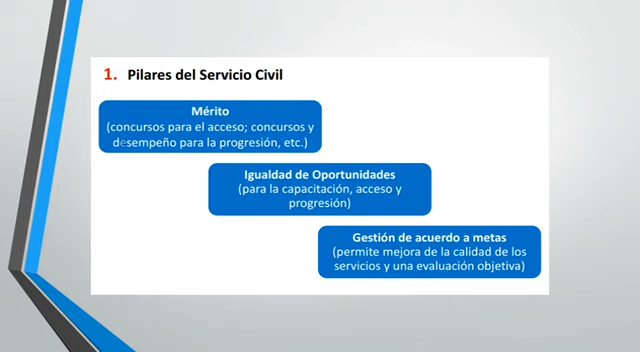 1. Pilares del Servicio Civil
Mérito
(concursos para el acceso; concursos y
desempeño para la progresión, etc.)
Igualdad de Oportunidades
(para la capacitación, acceso y
progresión)
Gestión de acuerdo a metas
(permite mejora de la calidad de los
servicios y una evaluación objetiva)